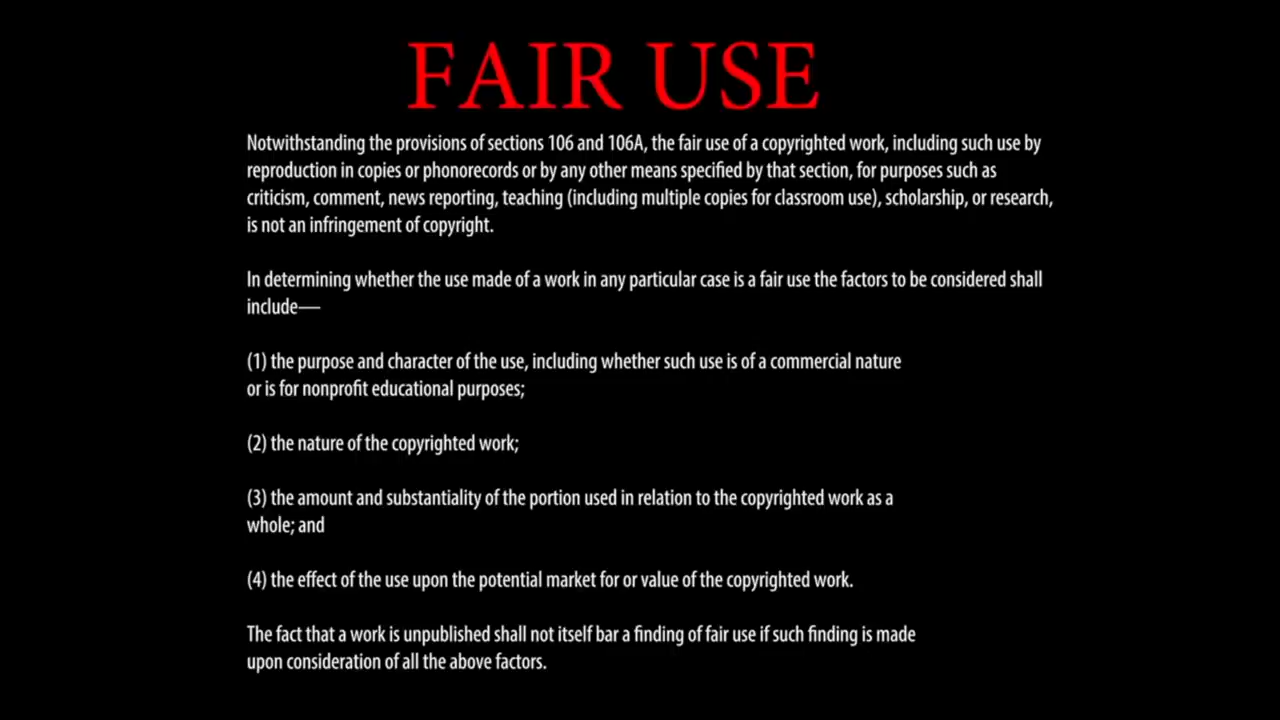 FAIR USE
Notwithstanding the provisions of sections 106 and 106A, the fair use of a copyrighted work, including such use by
reproduction in copies or phonorecords or by any other means specified by that section, for purposes such as
criticism, comment, news reporting, teaching (including multiple copies for classroom use), scholarship, or research,
is not an infringement of copyright.
In determining whether the use made of a work in any particular case is a fair use the factors to be considered shall
include—
(1) the purpose and character of the use, including whether such use is of a commercial nature
or is for nonprofit educational purposes;
(2) the nature of the copyrighted work;
(3) the amount and substantiality of the portion used in relation to the copyrighted work as a
whole; and
(4) the effect of the use upon the potential market for or value of the copyrighted work.
The fact that a work is unpublished shall not itself bar a finding of fair use if such finding is made
upon consideration of all the above factors.